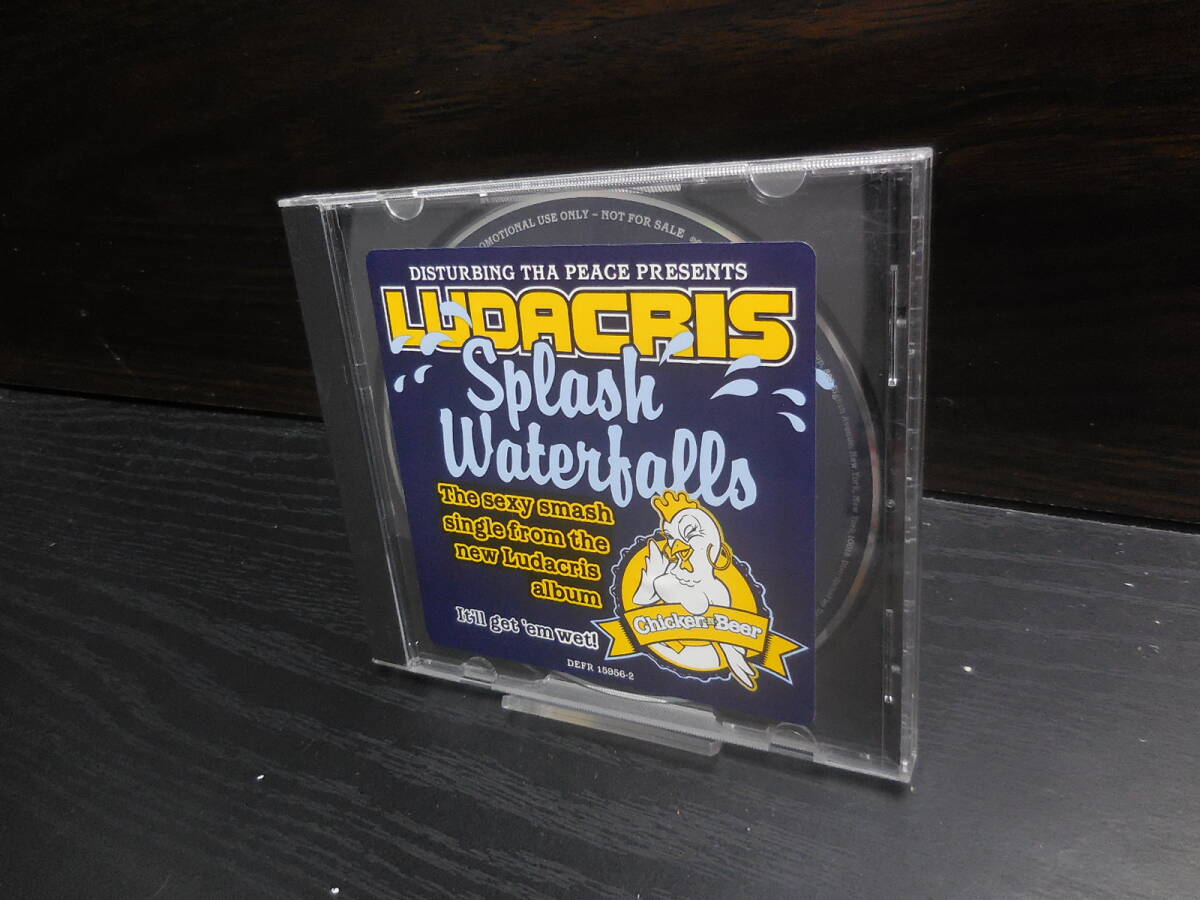 PROMOTIONAL USE ONLY – NOT FOR SALE
DISTURBING THA PEACE PRESENTS
LUDACRIS
Splash
Waterfalls
The sexy smash
single from the
new Ludacris
album
It'll get 'em wet!
Chicken N Beer
DEFR 15956-2